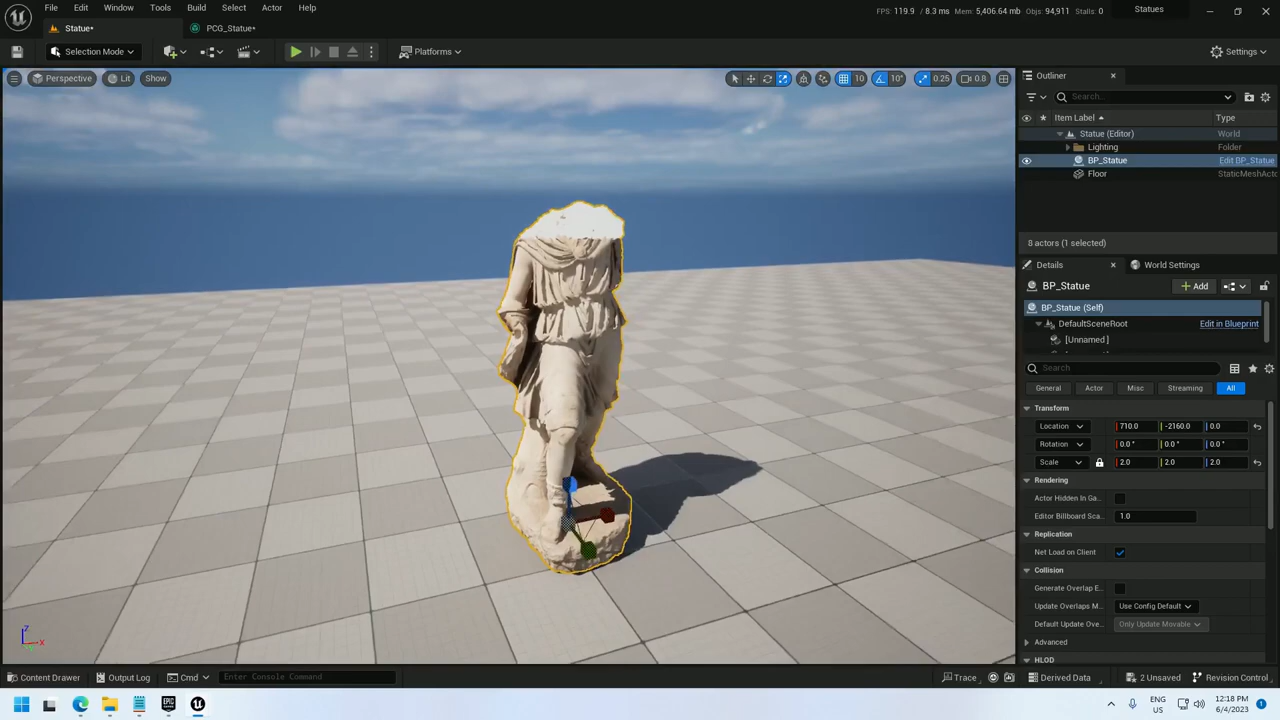 File Edit Window Tools Build Select Actor Help
FPS: 119.9 / 8.3 ms Mem: 5,406.64 mb Objs: 94,911 Stalls: 0 Statues
Statue* PCG_Statue*
Selection Mode Platforms Settings
Perspective Lit Show 10 10° 0.25 0.8
Outliner
Search...
Item Label Type
Statue (Editor) World
Lighting Folder
BP_Statue Edit BP_Statue
Floor StaticMeshActo
8 actors (1 selected)
Details World Settings
BP_Statue + Add
BP_Statue (Self)
DefaultSceneRoot Edit in Blueprint
[Unnamed ]
Search
General Actor Misc Streaming All
Transform
Location 710.0 -2160.0 0.0
Rotation 0.0 ° 0.0 ° 0.0 °
Scale 2.0 2.0 2.0
Rendering
Actor Hidden In Ga...
Editor Billboard Sca... 1.0
Replication
Net Load on Client
Collision
Generate Overlap E...
Update Overlaps M... Use Config Default
Default Update Ove... Only Update Movable
Advanced
HLOD
Z
X
Content Drawer Output Log Cmd Enter Console Command Trace Derived Data 2 Unsaved Revision Control
ENG
US
12:18 PM
6/4/2023
1